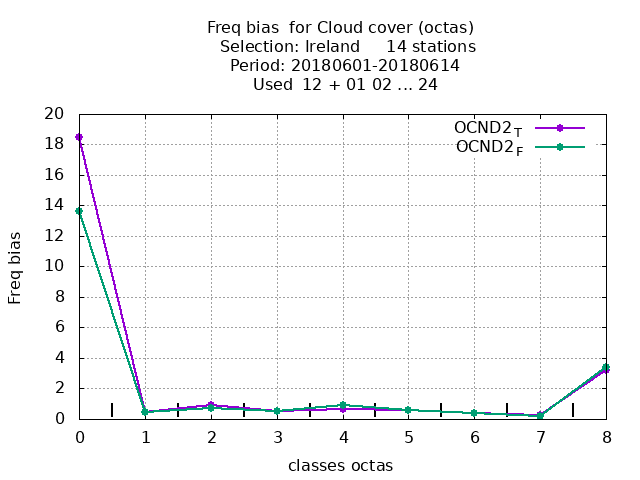 Freq bias  for Cloud cover (octas)
Selection: Ireland     14 stations
Period: 20180601-20180614
Used  12 + 01 02 ... 24
OCND2T
OCND2F
Freq bias
20
18
16
14
12
10
8
6
4
2
0
0 1 2 3 4 5 6 7 8
classes octas